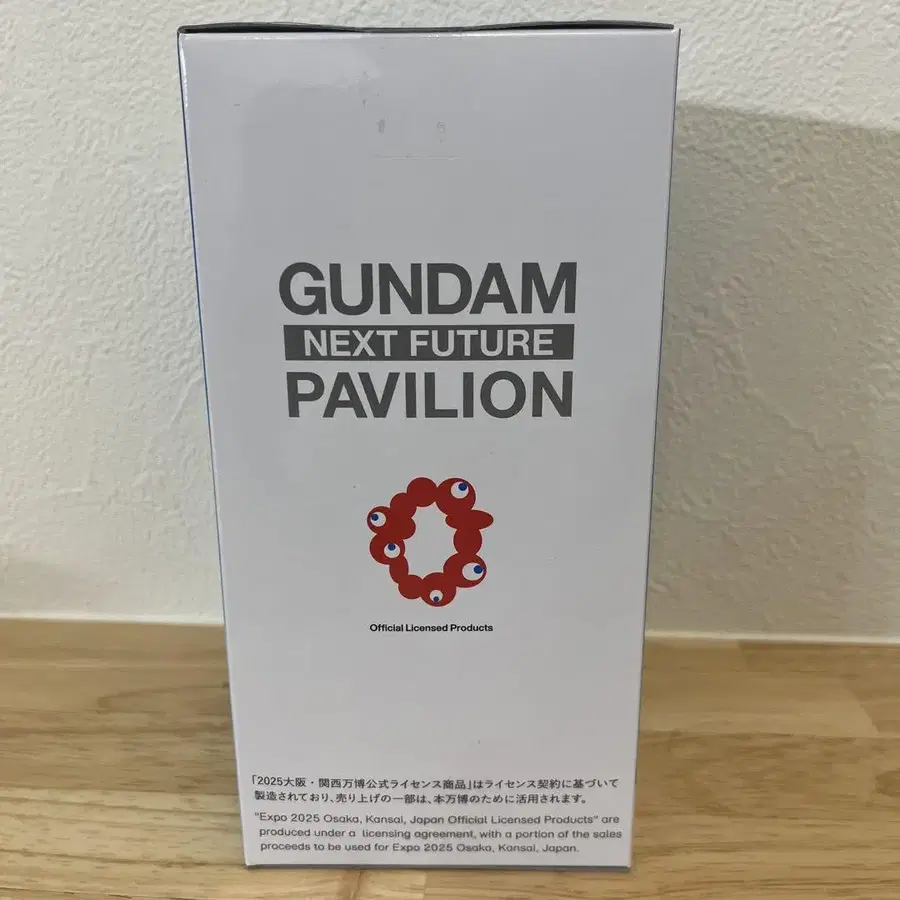 GUNDAM
NEXT FUTURE
PAVILION
Official Licensed Products
「2025大阪・関西万博公式ライセンス商品」はライセンス契約に基づいて
製造されており、売り上げの一部は、本万博のために活用されます。
"Expo 2025 Osaka, Kansai, Japan Official Licensed Products" are
produced under a licensing agreement, with a portion of the sales
proceeds to be used for Expo 2025 Osaka, Kansai, Japan.